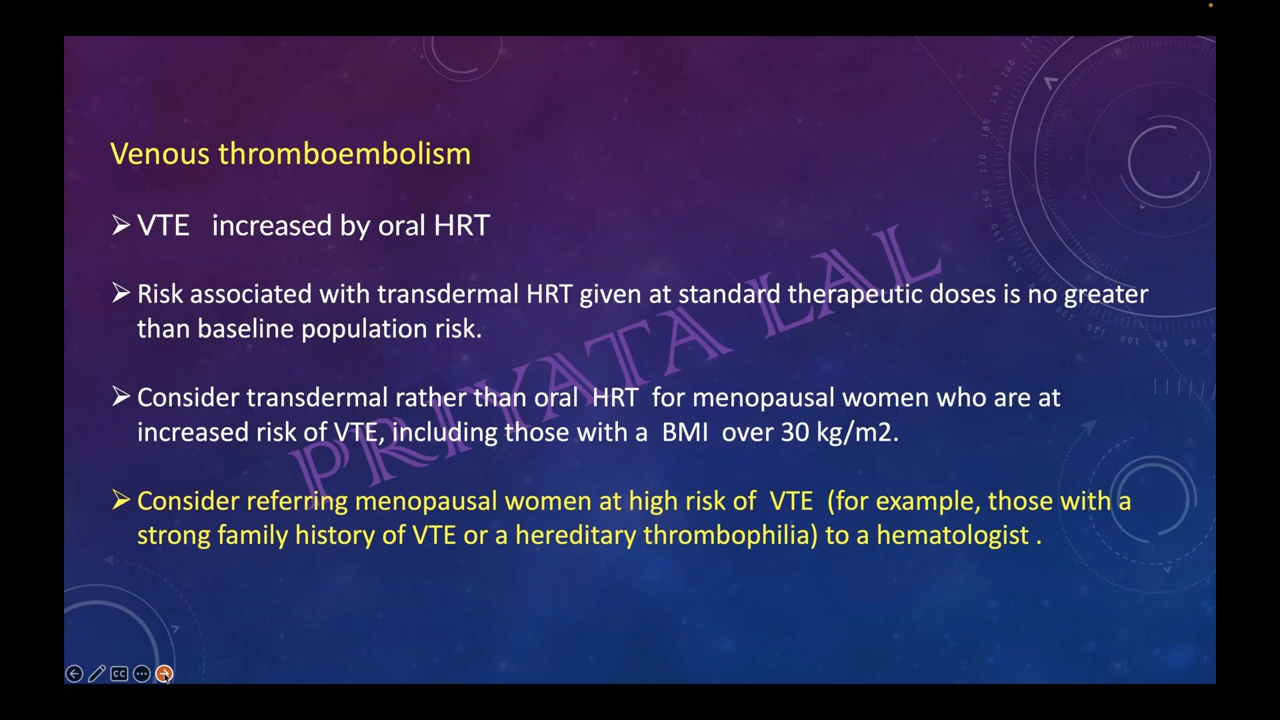 Venous thromboembolism
➢ VTE increased by oral HRT
➢ Risk associated with transdermal HRT given at standard therapeutic doses is no greater
than baseline population risk.
➢ Consider transdermal rather than oral HRT for menopausal women who are at
increased risk of VTE, including those with a BMI over 30 kg/m2.
➢ Consider referring menopausal women at high risk of VTE (for example, those with a
strong family history of VTE or a hereditary thrombophilia) to a hematologist .
PRIYATA LAL
CC